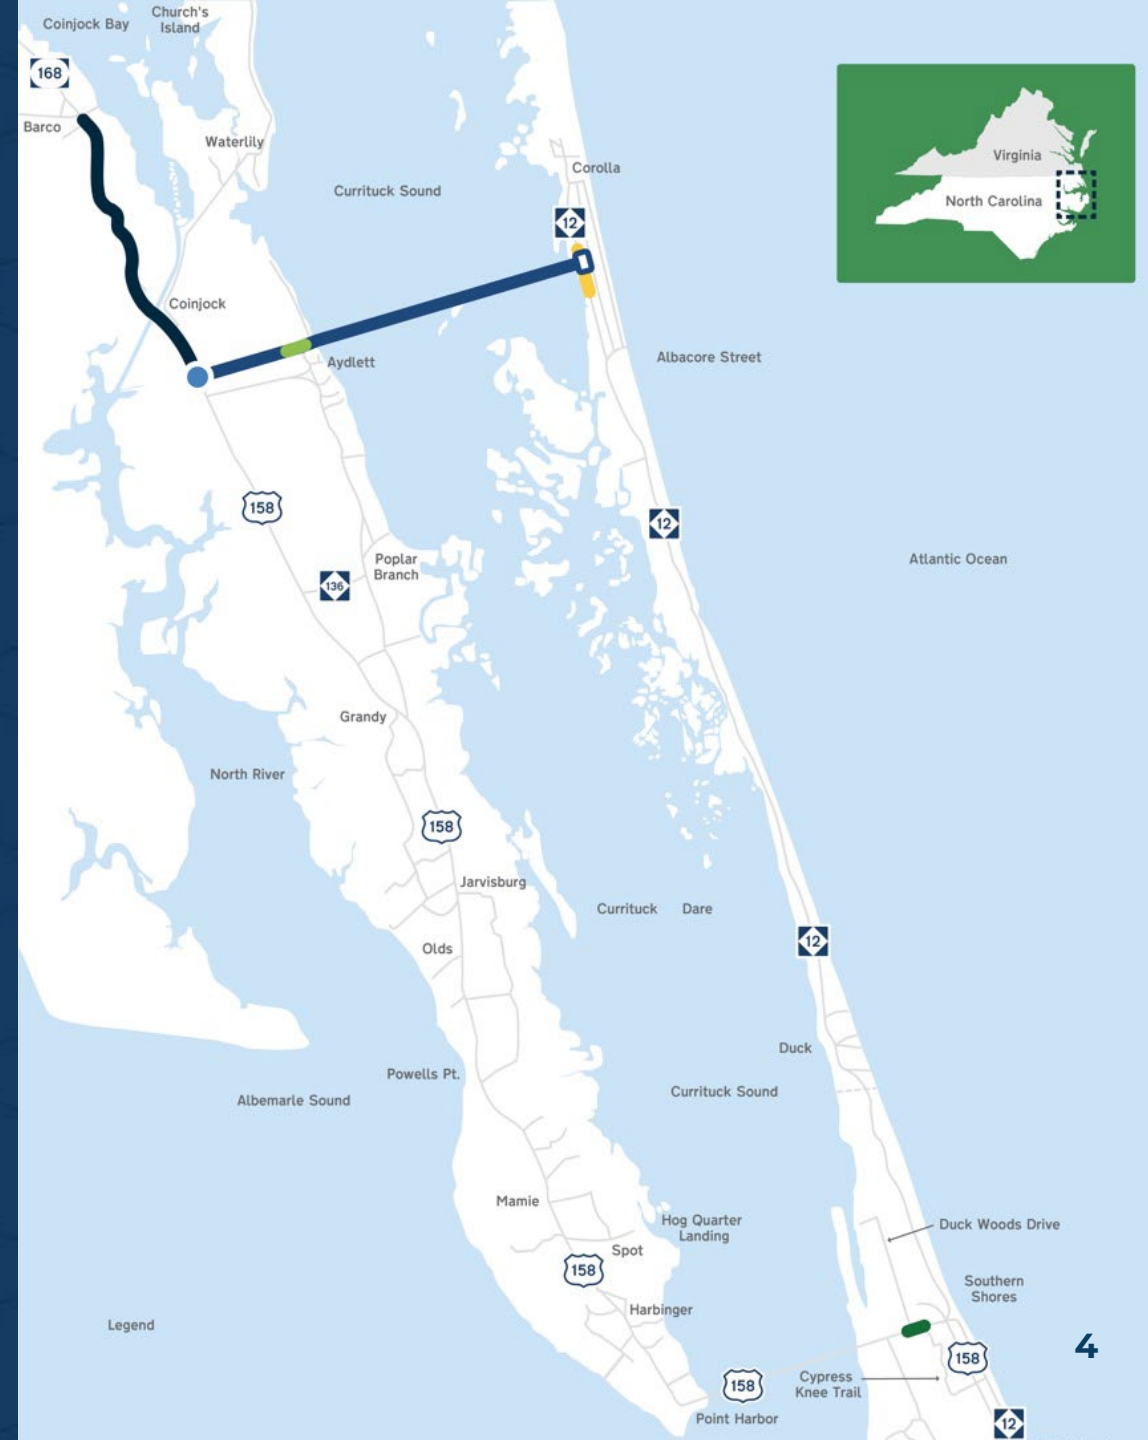 Coinjock Bay
Church's
Island
168
Barco
Waterlily
Currituck Sound
Corolla
12
Virginia
North Carolina
Coinjock
Aydlett
Albacore Street
158
12
Atlantic Ocean
Poplar
Branch
136
Grandy
North River
158
Jarvisburg
Currituck
Dare
Olds
12
Duck
Powells Pt.
Currituck Sound
Albemarle Sound
Mamie
Hog Quarter
Landing
Duck Woods Drive
Spot
158
Southern
Shores
Harbinger
Legend
4
158
158
Cypress
Knee Trail
Point Harbor
12